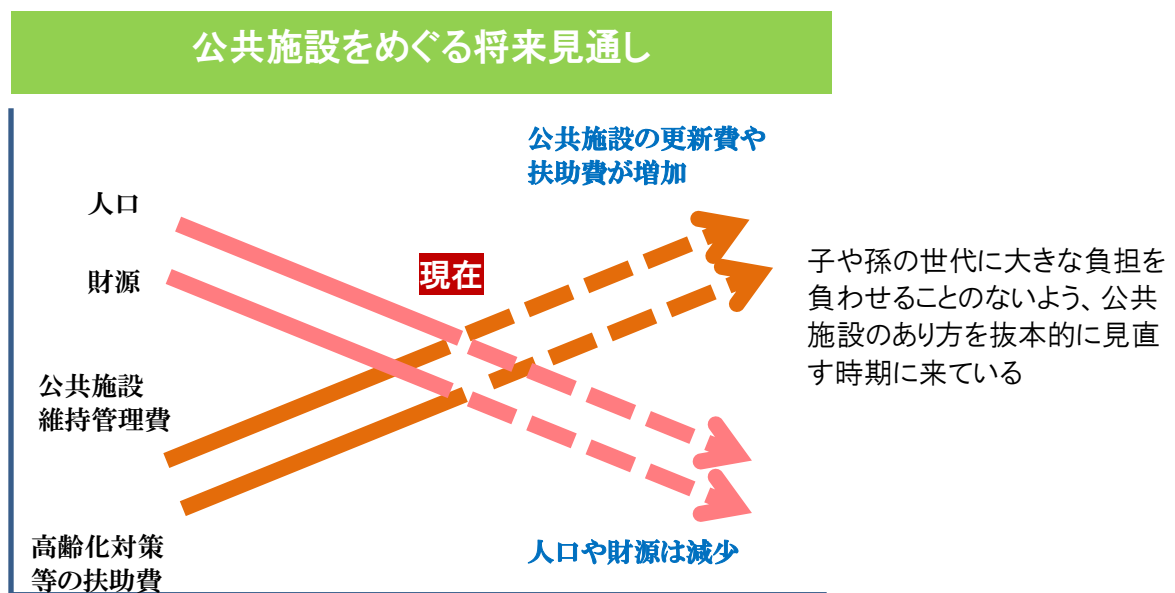 公共施設をめぐる将来見通し
公共施設の更新費や
扶助費が増加
人口
財源
現在
子や孫の世代に大きな負担を
負わせることのないよう、公共
施設のあり方を抜本的に見直
す時期に来ている
公共施設
維持管理費
高齢化対策
等の扶助費
人口や財源は減少